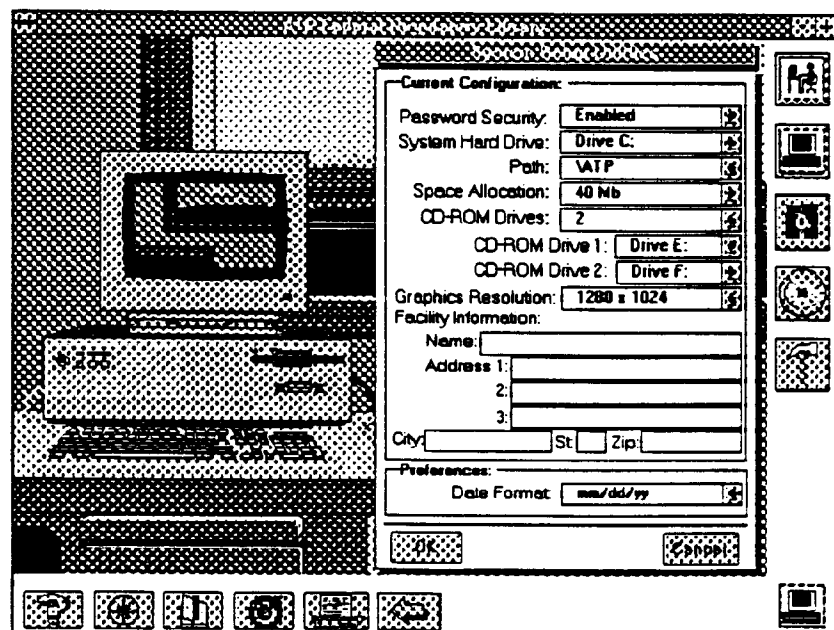 Current Configuration:
Password Security: Enabled
System Hard Drive: Drive C:
Path: \ATP
Space Allocation: 40 Mb
CD-ROM Drives: 2
CD-ROM Drive 1: Drive E:
CD-ROM Drive 2: Drive F:
Graphics Resolution: 1280 x 1024
Facility Information:
Name:
Address 1:
2:
3:
City: St: Zip:
Preferences:
Date Format: mm/dd/yy
OK Cancel